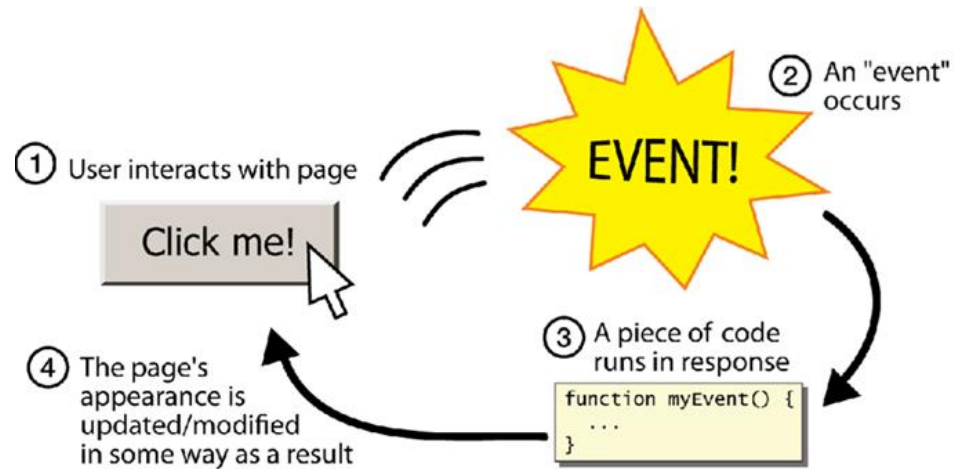 1 User interacts with page
Click me!
EVENT!
2 An "event"
occurs
3 A piece of code
runs in response
function myEvent() {
...
}
4 The page's
appearance is
updated/modified
in some way as a result